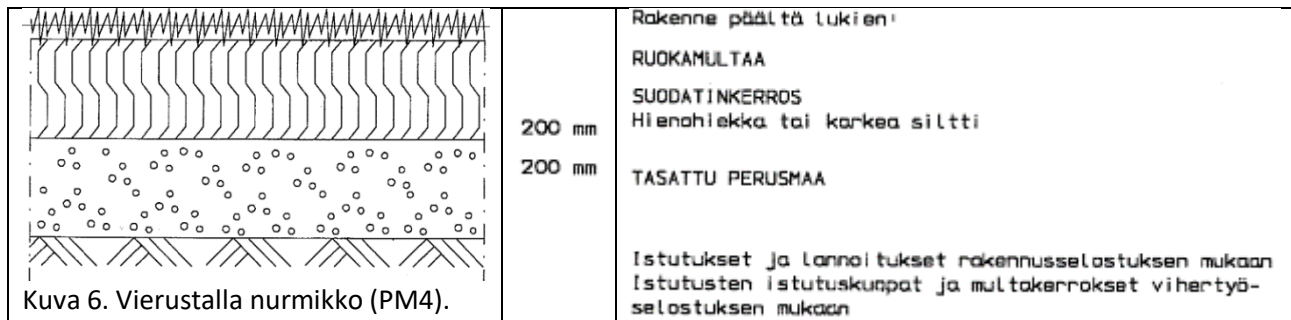 Kuva 6. Vierustalla nurmikko (PM4).
200 mm
200 mm
Rakenne päältä lukien:
RUOKAMULTAA
SUODATINKERROS
Hienohiekka tai karkea siltti
TASATTU PERUSMAA
Istutukset ja lannoitukset rakennusselostuksen mukaan
Istutusten istutuskuopat ja multakerrokset vihertyö-
selostuksen mukaan